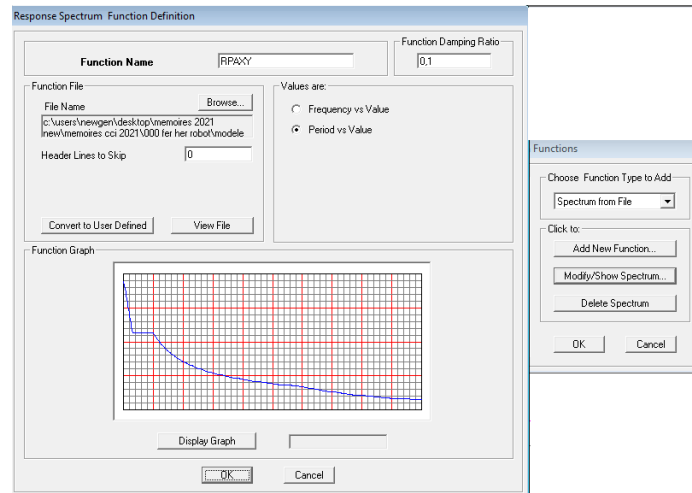 Response Spectrum Function Definition
Function Damping Ratio
Function Name
RPAXY
0,1
Function File
Values are:
File Name
Browse...
Frequency vs Value
c:\users\newgen\desktop\memoires 2021
new\memoires cci 2021\000 fer her robot\modele
Period vs Value
Header Lines to Skip
0
Convert to User Defined
View File
Function Graph
Display Graph
OK
Cancel
Functions
Choose Function Type to Add
Spectrum from File
Click to:
Add New Function...
Modify/Show Spectrum...
Delete Spectrum
OK
Cancel